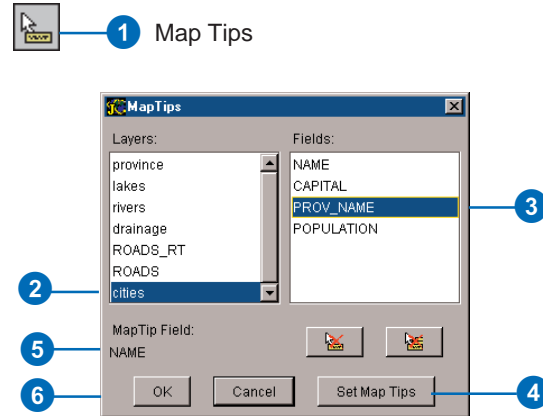 1 Map Tips
MapTips
Layers: Fields:
province NAME
lakes CAPITAL
rivers PROV_NAME 3
drainage POPULATION
ROADS_RT
ROADS
2 cities
MapTip Field:
5 NAME
6 OK Cancel Set Map Tips 4